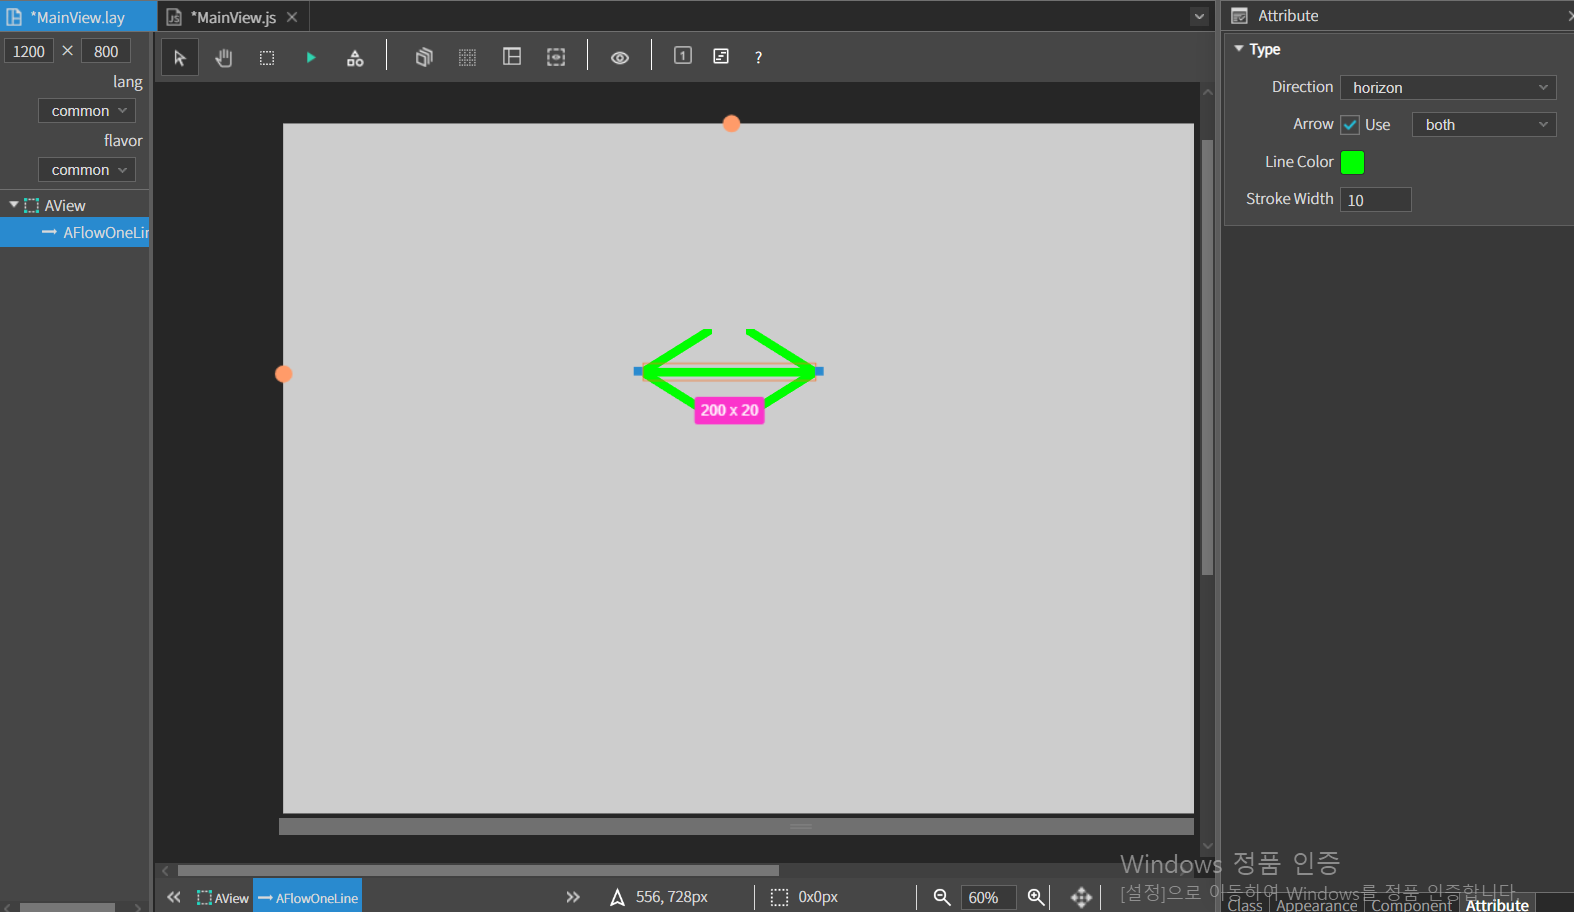 *MainView.lay
*MainView.js
Attribute
1200 × 800
lang
common
flavor
common
AView
AFlowOneLin
1
?
Type
Direction horizon
Arrow Use both
Line Color
Stroke Width 10
200 x 20
Windows 정품 인증
[설정]으로 이동하여 Windows를 정품 인증합니다.
AView
AFlowOneLine
556, 728px
0x0px
60%
Class Appearance Component Attribute